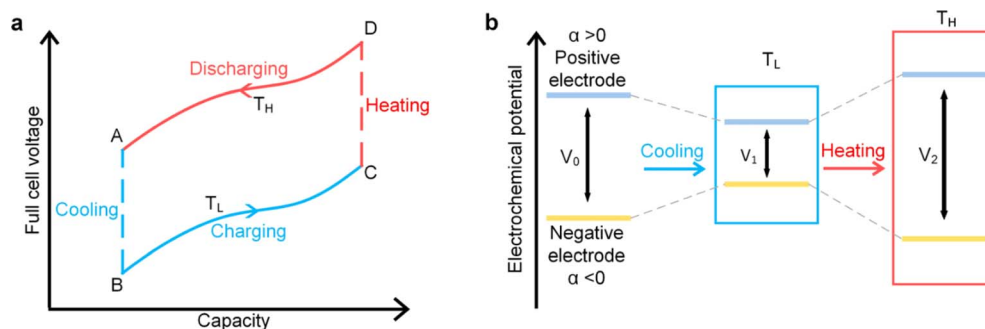 a
Full cell voltage
Capacity
A
B
C
D
Discharging
T_H
Heating
Cooling
T_L
Charging
b
Electrochemical potential
α >0
Positive
electrode
V_0
Negative
electrode
α <0
Cooling
T_L
V_1
Heating
T_H
V_2